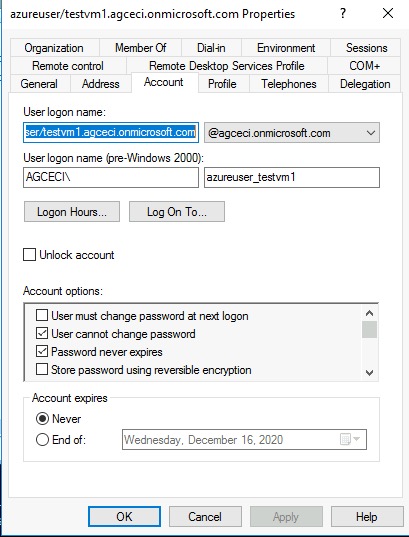 azureuser/testvm1.agceci.onmicrosoft.com Properties
? 
Organization Member Of Dial-in Environment Sessions
Remote control Remote Desktop Services Profile COM+
General Address Account Profile Telephones Delegation
User logon name:
ser/testvm1.agceci.onmicrosoft.com @agceci.onmicrosoft.com
User logon name (pre-Windows 2000):
AGCECI\ azureuser_testvm1
Logon Hours... Log On To...
Unlock account
Account options:
User must change password at next logon
User cannot change password
Password never expires
Store password using reversible encryption
Account expires
Never
End of: Wednesday, December 16, 2020
OK Cancel Apply Help